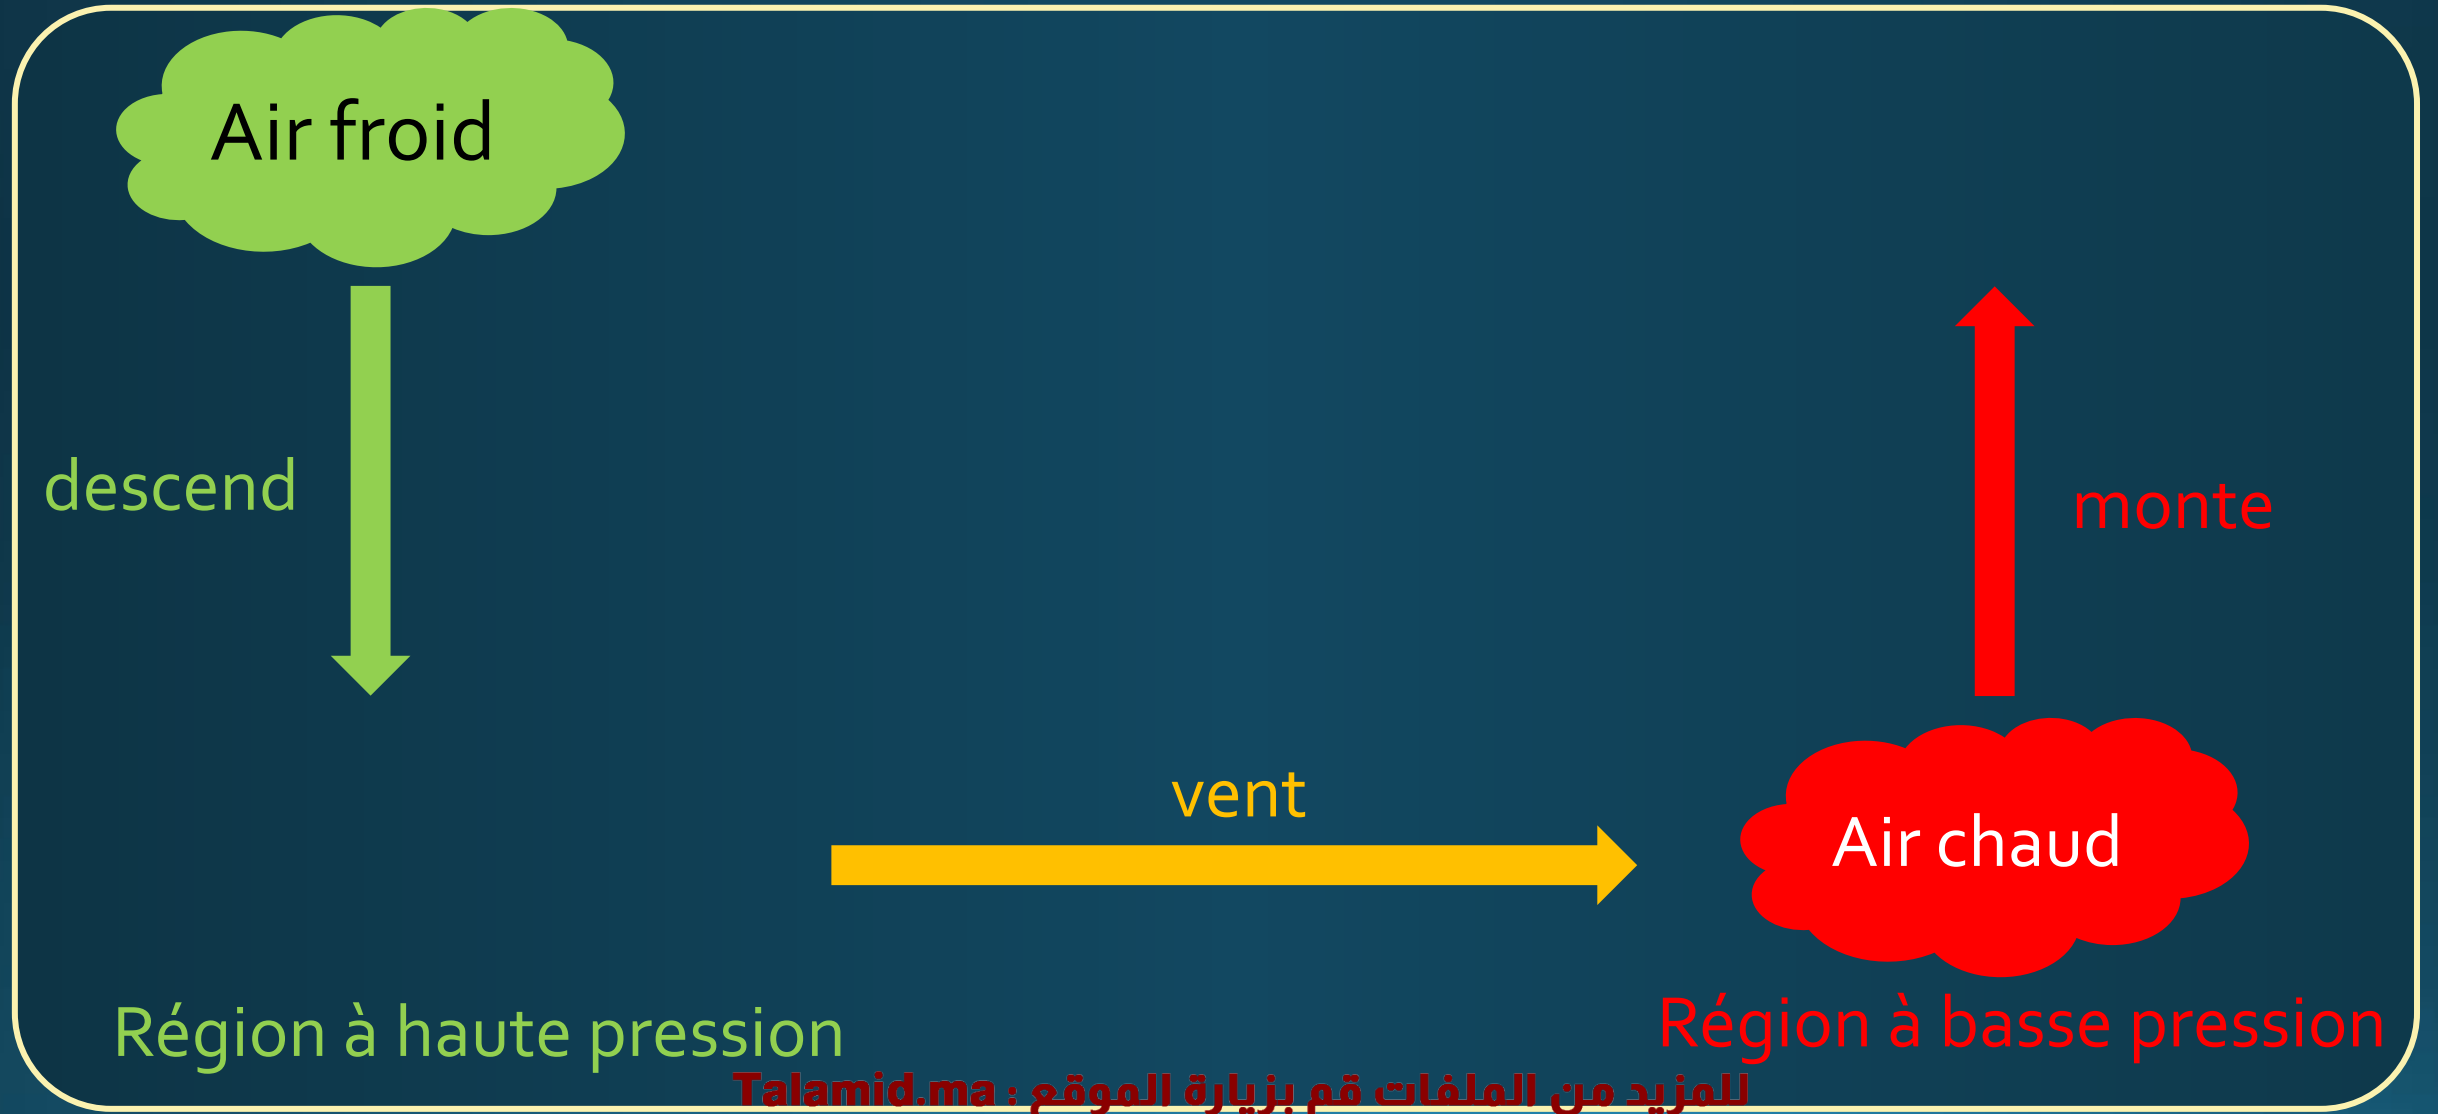 Air froid
descend
monte
vent
Air chaud
Région à haute pression
Région à basse pression
للمزيد من الملفات قم بزيارة الموقع : Talamid.ma